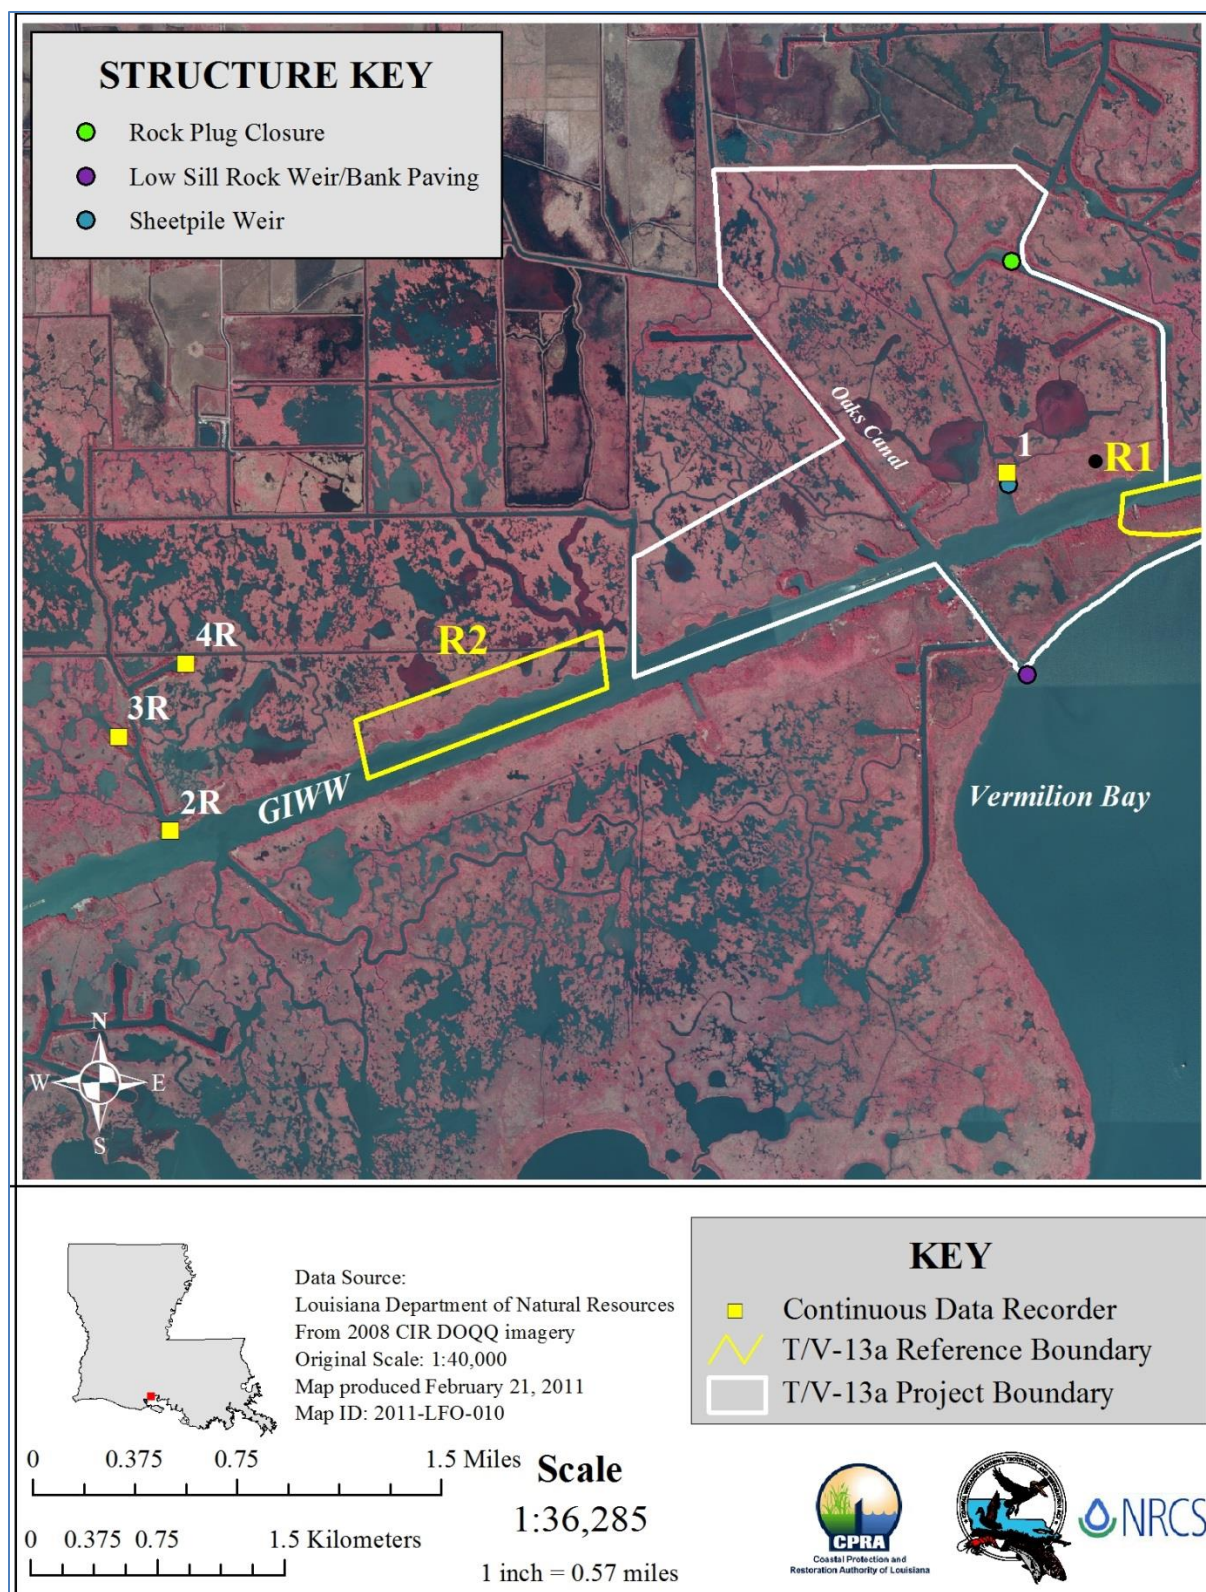 STRUCTURE KEY
Rock Plug Closure
Low Sill Rock Weir/Bank Paving
Sheetpile Weir
Oaks Canal
1
R1
4R
R2
3R
2R
GIWW
Vermilion Bay
N
W E
S
Data Source:
Louisiana Department of Natural Resources
From 2008 CIR DOQQ imagery
Original Scale: 1:40,000
Map produced February 21, 2011
Map ID: 2011-LFO-010
KEY
Continuous Data Recorder
T/V-13a Reference Boundary
T/V-13a Project Boundary
0 0.375 0.75 1.5 Miles
0 0.375 0.75 1.5 Kilometers
Scale
1:36,285
1 inch = 0.57 miles
CPRA
Coastal Protection and
Restoration Authority of Louisiana
NRCS